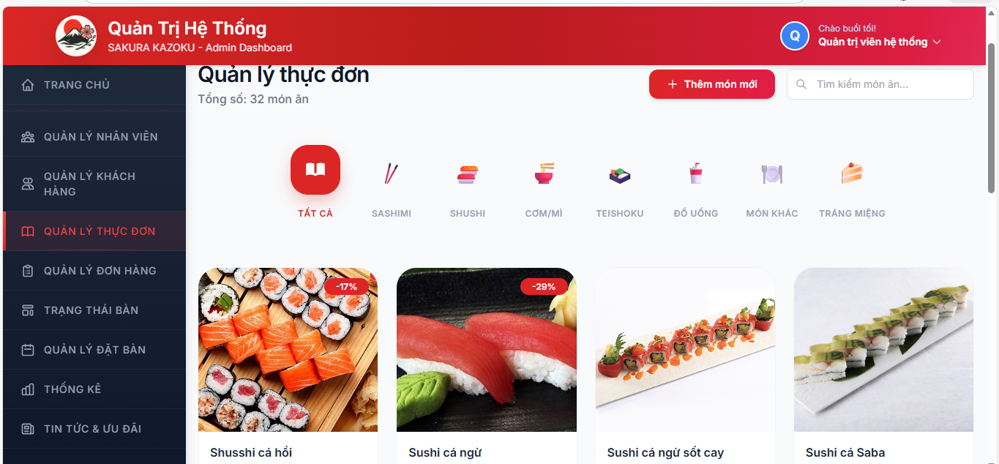 Quản Trị Hệ Thống
SAKURA KAZOKU - Admin Dashboard
Q
Chào buổi tối!
Quản trị viên hệ thống
TRANG CHỦ
QUẢN LÝ NHÂN VIÊN
QUẢN LÝ KHÁCH
HÀNG
QUẢN LÝ THỰC ĐƠN
QUẢN LÝ ĐƠN HÀNG
TRẠNG THÁI BÀN
QUẢN LÝ ĐẶT BÀN
THỐNG KÊ
TIN TỨC & ƯU ĐÃI
Quản lý thực đơn
Tổng số: 32 món ăn
+ Thêm món mới
Tìm kiếm món ăn...
TẤT CẢ
SASHIMI
SHUSHI
CƠM/MÌ
TEISHOKU
ĐỒ UỐNG
MÓN KHÁC
TRÁNG MIỆNG
-17%
-29%
Shusshi cá hồi
Sushi cá ngừ
Sushi cá ngừ sốt cay
Sushi cá Saba